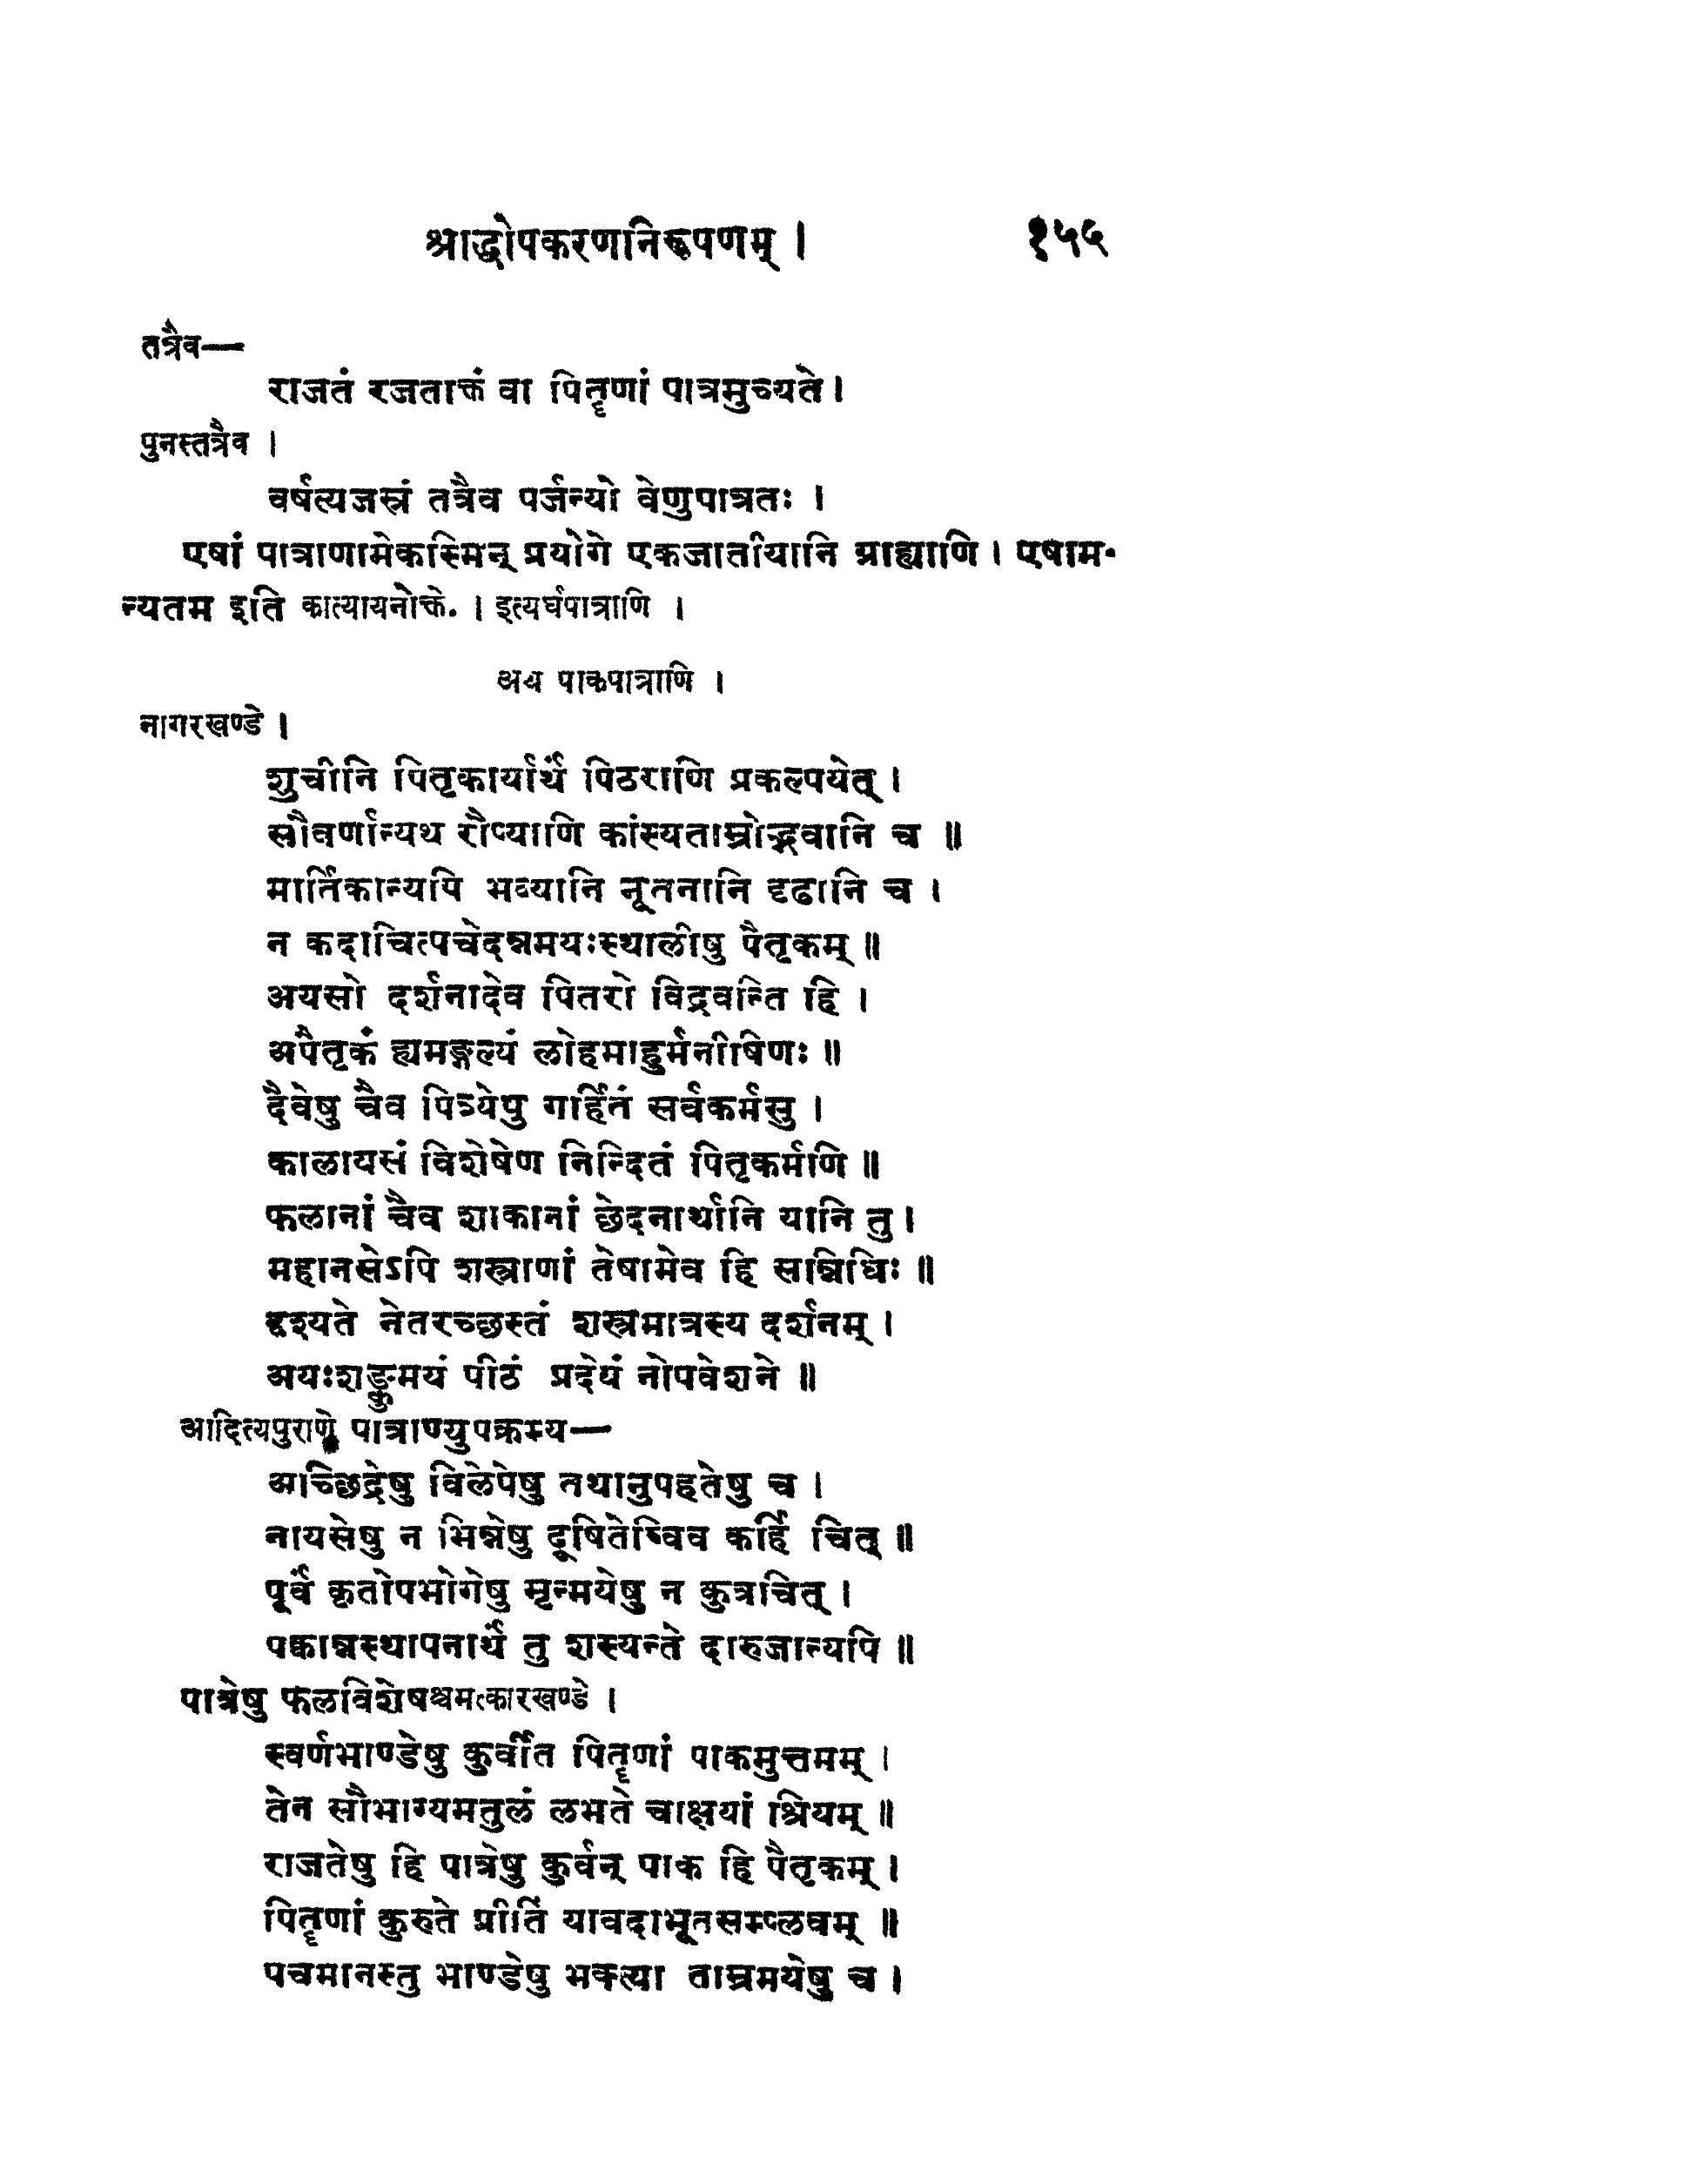 श्राद्धोपकरणनिरूपणम् । १५५
तत्रैव—
राजतं रजताक्तं वा पितॄणां पात्रमुच्यते।
पुनस्तत्रैव ।
वर्षत्यजस्रं तत्रैव पर्जन्यो वेणुपात्रतः ।
एषां पात्राणामेकस्मिन् प्रयोगे एकजातीयानि ग्राह्याणि । एषाम-
न्यतम इति कात्यायनोक्ते. । इत्यर्घपात्राणि ।
अथ पाकपात्राणि ।
नागरखण्डे ।
शुचीनि पितृकार्यार्थं पिठराणि प्रकल्पयेत् ।
सौवर्णान्यथ रौप्याणि कांस्यताम्रोद्भवानि च ॥
मार्तिकान्यपि भव्यानि नूतनानि दृढानि च ।
न कदाचित्पचेदन्नमयःस्थालीषु पैतृकम् ॥
अयसो दर्शनादेव पितरो विद्रवन्ति हि ।
अपैतृकं ह्यमङ्गल्यं लोहमाहुर्मनीषिणः ॥
दैवेषु चैव पित्र्येषु गर्हितं सर्वकर्मसु ।
कालायसं विशेषेण निन्दितं पितृकर्मणि ॥
फलानां चैव शाकानां छेदनार्थानि यानि तु ।
महानसेऽपि शस्त्राणां तेषामेव हि सन्निधिः ॥
दृश्यते नेतरच्छस्तं शस्त्रमात्रस्य दर्शनम् ।
अयःशङ्कुमयं पीठं प्रदेयं नोपवेशने ॥
आदित्यपुराणे पात्राण्युपक्रम्य—
अच्छिद्रेषु विलेपेषु तथानुपहतेषु च ।
नायसेषु न भिन्नेषु दूषितेष्विव कर्हि चित् ॥
पूर्वं कृतोपभोगेषु मृन्मयेषु न कुत्रचित् ।
पक्वान्नस्थापनार्थं तु शस्यन्ते दारुजान्यपि ॥
पात्रेषु फलविशेषश्चमत्कारखण्डे ।
स्वर्णभाण्डेषु कुर्वीत पितॄणां पाकमुत्तमम् ।
तेन सौभाग्यमतुलं लभते चाक्षयां श्रियम् ॥
राजतेषु हि पात्रेषु कुर्वन् पाक हि पैतृकम् ।
पितॄणां कुरुते प्रीतिं यावदाभूतसम्प्लवम् ॥
पचमानस्तु भाण्डेषु भक्त्या ताम्रमयेषु च ।